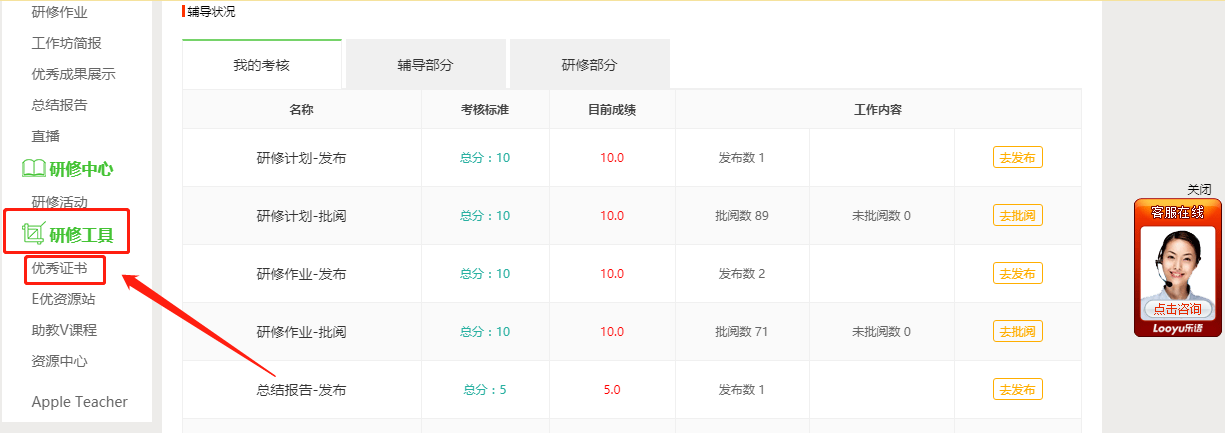 研修作业
工作坊简报
优秀成果展示
总结报告
直播
研修中心
研修活动
研修工具
优秀证书
E优资源站
助教V课程
资源中心
Apple Teacher
辅导状况
我的考核 辅导部分 研修部分
名称 考核标准 目前成绩 工作内容
研修计划-发布 总分：10 10.0 发布数 1 去发布
研修计划-批阅 总分：10 10.0 批阅数 89 未批阅数 0 去批阅
研修作业-发布 总分：10 10.0 发布数 2 去发布
研修作业-批阅 总分：10 10.0 批阅数 71 未批阅数 0 去批阅
总结报告-发布 总分：5 5.0 发布数 1 去发布
关闭
客服在线
点击咨询
Looyu乐语